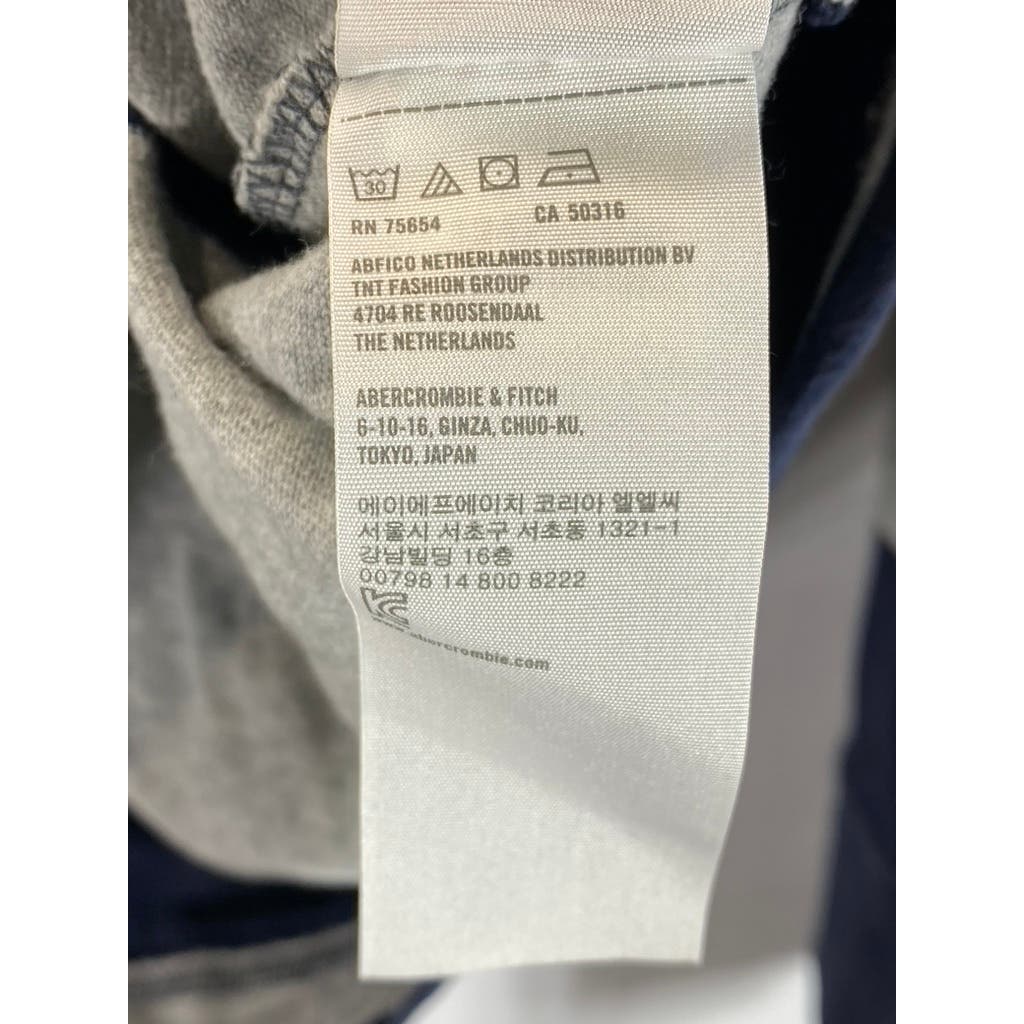 30
RN 75654 CA 50316
ABFICO NETHERLANDS DISTRIBUTION BV
TNT FASHION GROUP
4704 RE ROOSENDAAL
THE NETHERLANDS
ABERCROMBIE & FITCH
6-10-16, GINZA, CHUO-KU,
TOKYO, JAPAN
에이에프에이치 코리아 엘엘씨
서울시 서초구 서초동 1321-1
강남빌딩 16층
00798 14 800 8222
www.abercrombie.com